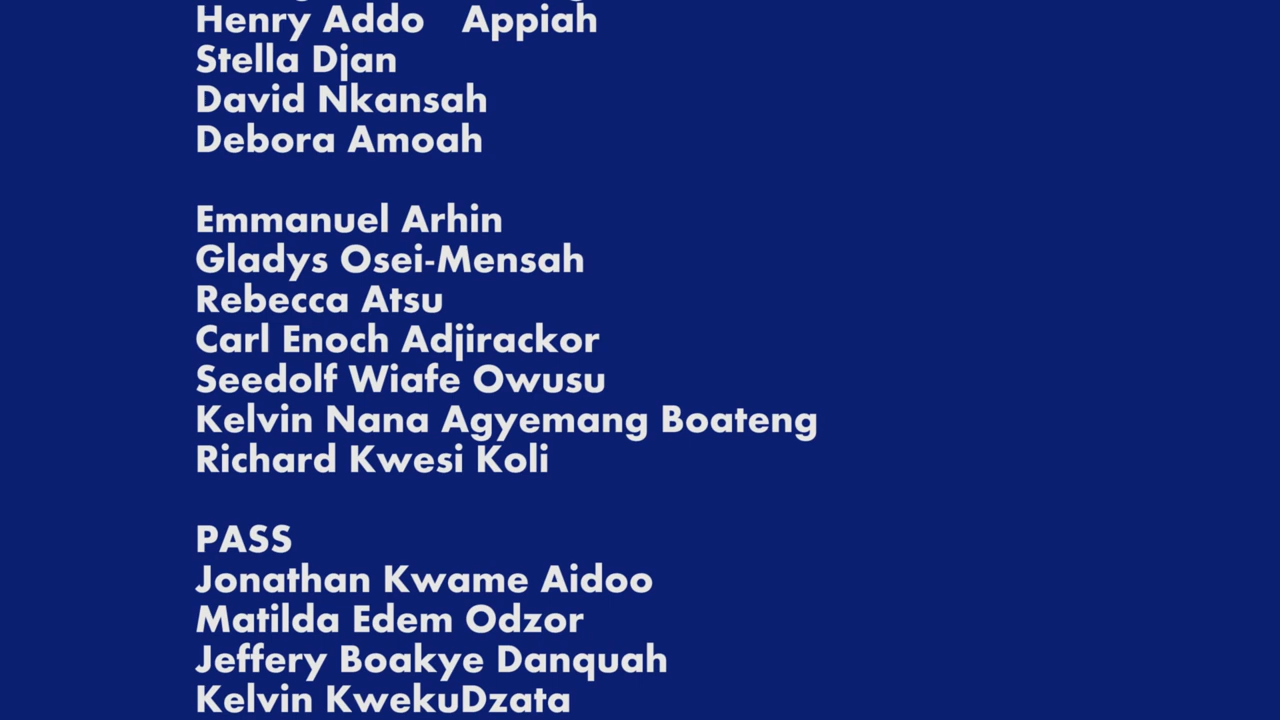 Henry Addo Appiah
Stella Djan
David Nkansah
Debora Amoah
Emmanuel Arhin
Gladys Osei-Mensah
Rebecca Atsu
Carl Enoch Adjirackor
Seedolf Wiafe Owusu
Kelvin Nana Agyemang Boateng
Richard Kwesi Koli
PASS
Jonathan Kwame Aidoo
Matilda Edem Odzor
Jeffery Boakye Danquah
Kelvin KwekuDzata